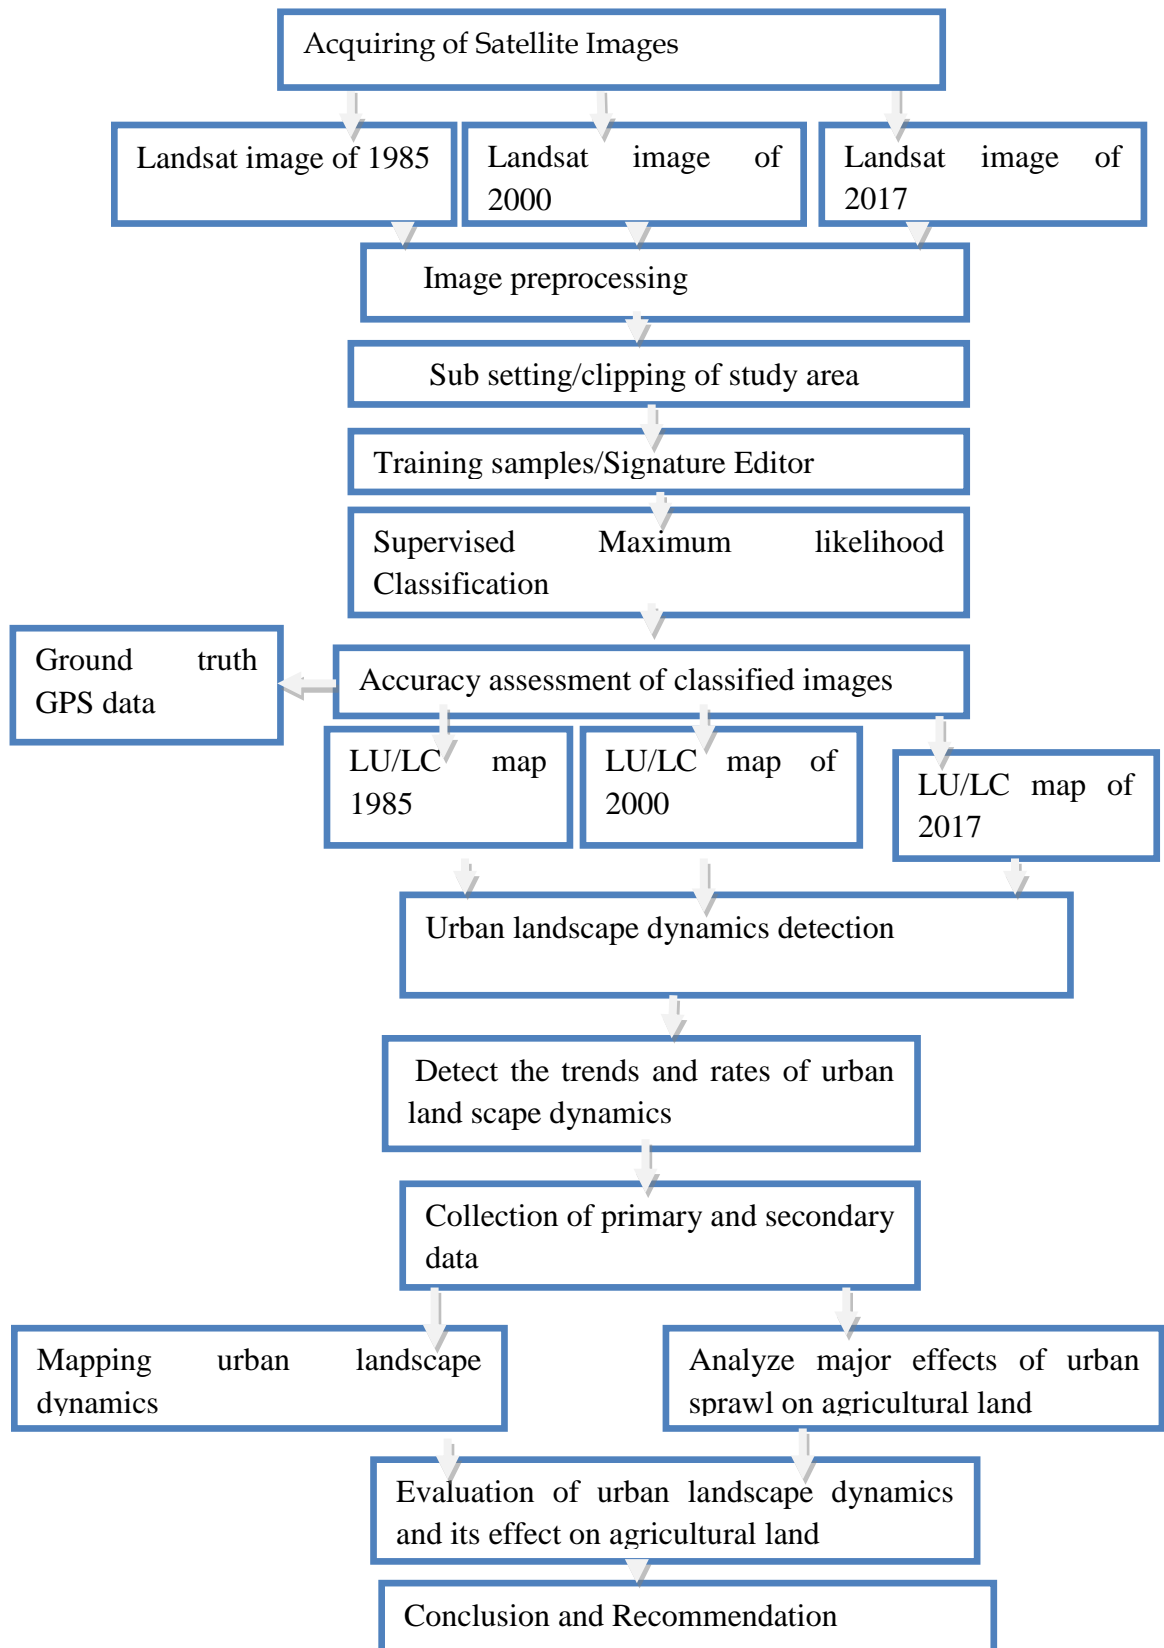 Acquiring of Satellite Images
Landsat image of 1985
Landsat image of
2000
Landsat image of
2017
Image preprocessing
Sub setting/clipping of study area
Training samples/Signature Editor
Supervised Maximum likelihood
Classification
Ground truth
GPS data
Accuracy assessment of classified images
LU/LC map
1985
LU/LC map of
2000
LU/LC map of
2017
Urban landscape dynamics detection
Detect the trends and rates of urban
land scape dynamics
Collection of primary and secondary
data
Mapping urban landscape
dynamics
Analyze major effects of urban
sprawl on agricultural land
Evaluation of urban landscape dynamics
and its effect on agricultural land
Conclusion and Recommendation